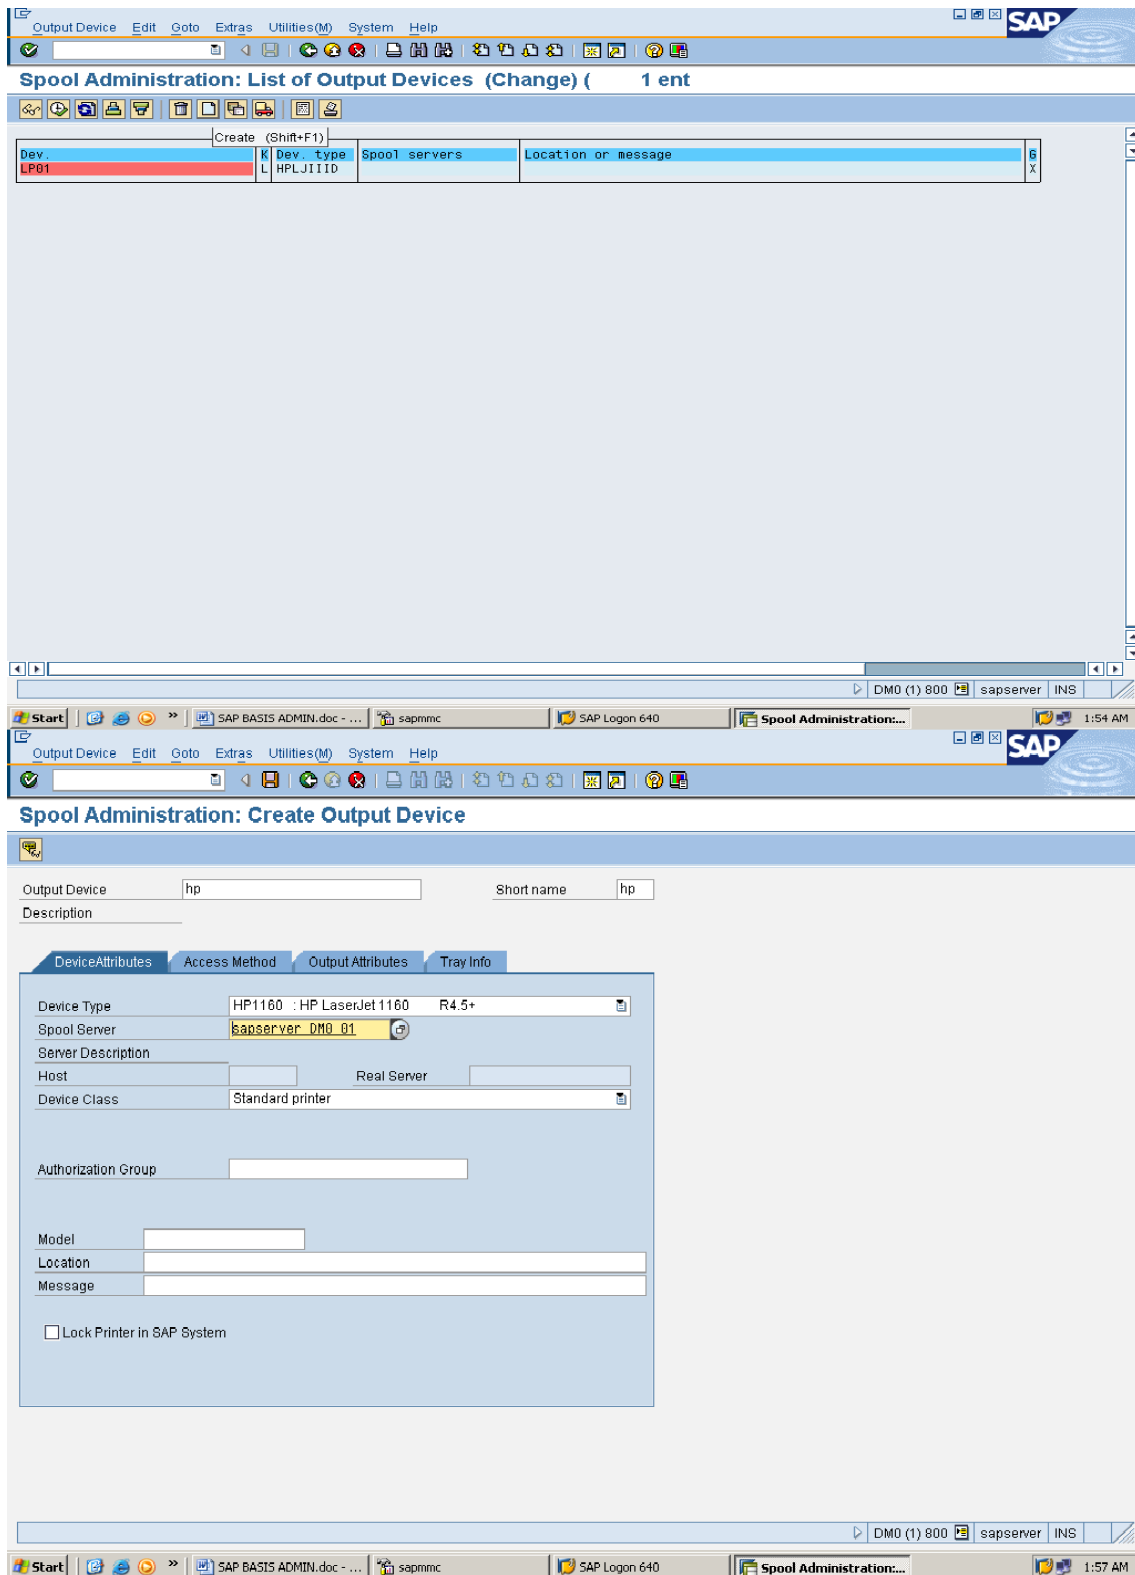 Output Device Edit Goto Extras Utilities(M) System Help
SAP
Spool Administration: List of Output Devices (Change) ( 1 ent
Create (Shift+F1)
Dev. K Dev. type Spool servers Location or message G
LP01 L HPLJIIID X
DM0 (1) 800 sapserver INS
Start » SAP BASIS ADMIN.doc - ... sapmmc SAP Logon 640 Spool Administration:... 1:54 AM
Output Device Edit Goto Extras Utilities(M) System Help
SAP
Spool Administration: Create Output Device
Output Device hp Short name hp
Description
DeviceAttributes Access Method Output Attributes Tray Info
Device Type HP1160 : HP LaserJet 1160 R4.5+
Spool Server sapserver_DM0_01
Server Description
Host Real Server
Device Class Standard printer
Authorization Group
Model
Location
Message
Lock Printer in SAP System
DM0 (1) 800 sapserver INS
Start » SAP BASIS ADMIN.doc - ... sapmmc SAP Logon 640 Spool Administration:... 1:57 AM